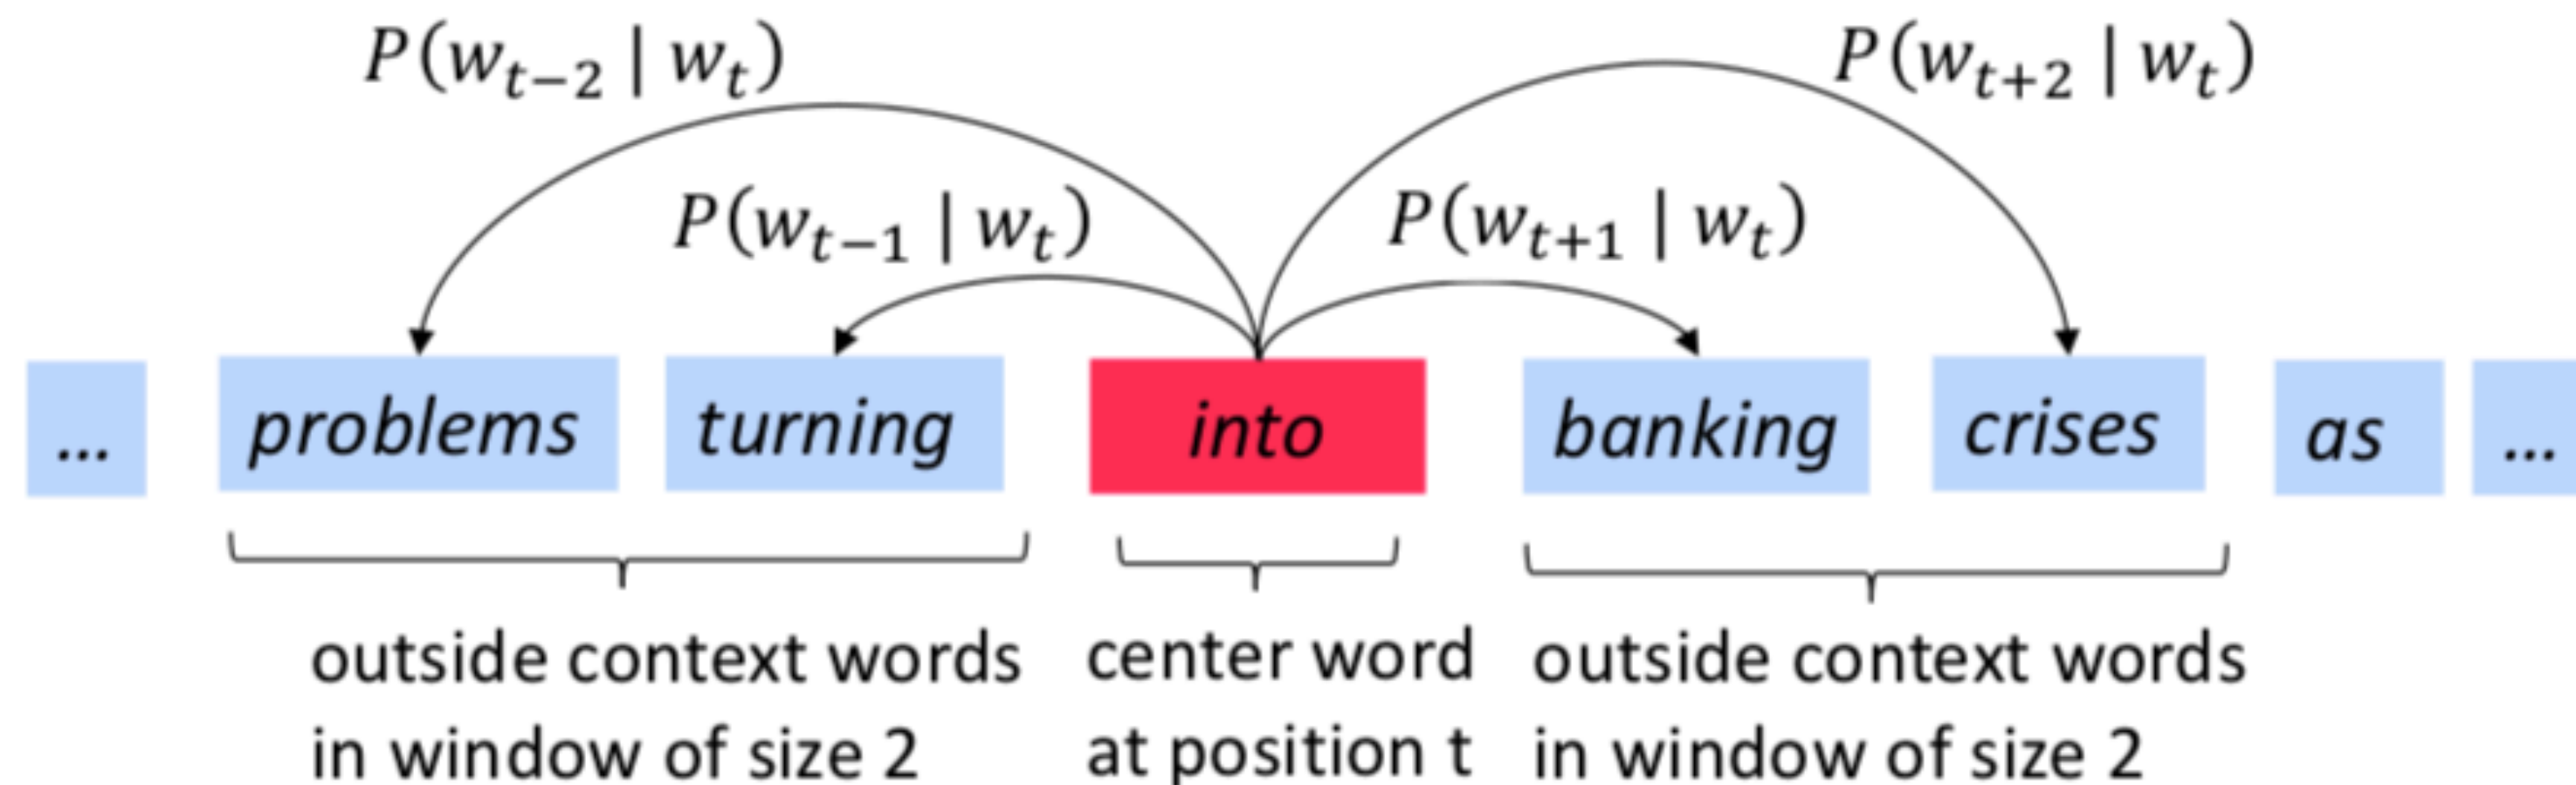 P(w_{t−2} | w_t)
P(w_{t+2} | w_t)
P(w_{t−1} | w_t)
P(w_{t+1} | w_t)
... problems turning into banking crises as ...
outside context words
in window of size 2
center word
at position t
outside context words
in window of size 2